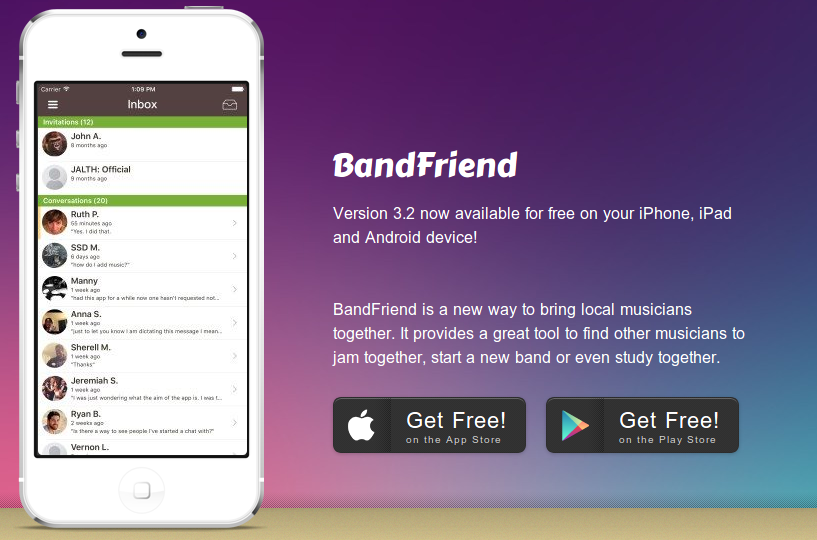 Carrier
1:09 PM
Inbox
Invitations (12)
John A.
8 months ago
JALTH: Official
9 months ago
Conversations (20)
Ruth P.
55 minutes ago
"Yes. I did that.
SSD M.
6 days ago
"how do I add music?"
Manny
1 week ago
"had this app for a while now one hasn't requested not...
Anna S.
1 week ago
"just to let you know I am dictating this message I mean...
Sherell M.
1 week ago
"Thanks"
Jeremiah S.
1 week ago
"I was just wondering what the aim of the app is. I was t...
Ryan B.
2 weeks ago
"Is there a way to see people I've started a chat with?"
Vernon L.
BandFriend
Version 3.2 now available for free on your iPhone, iPad
and Android device!
BandFriend is a new way to bring local musicians
together. It provides a great tool to find other musicians to
jam together, start a new band or even study together.
Get Free!
on the App Store
Get Free!
on the Play Store